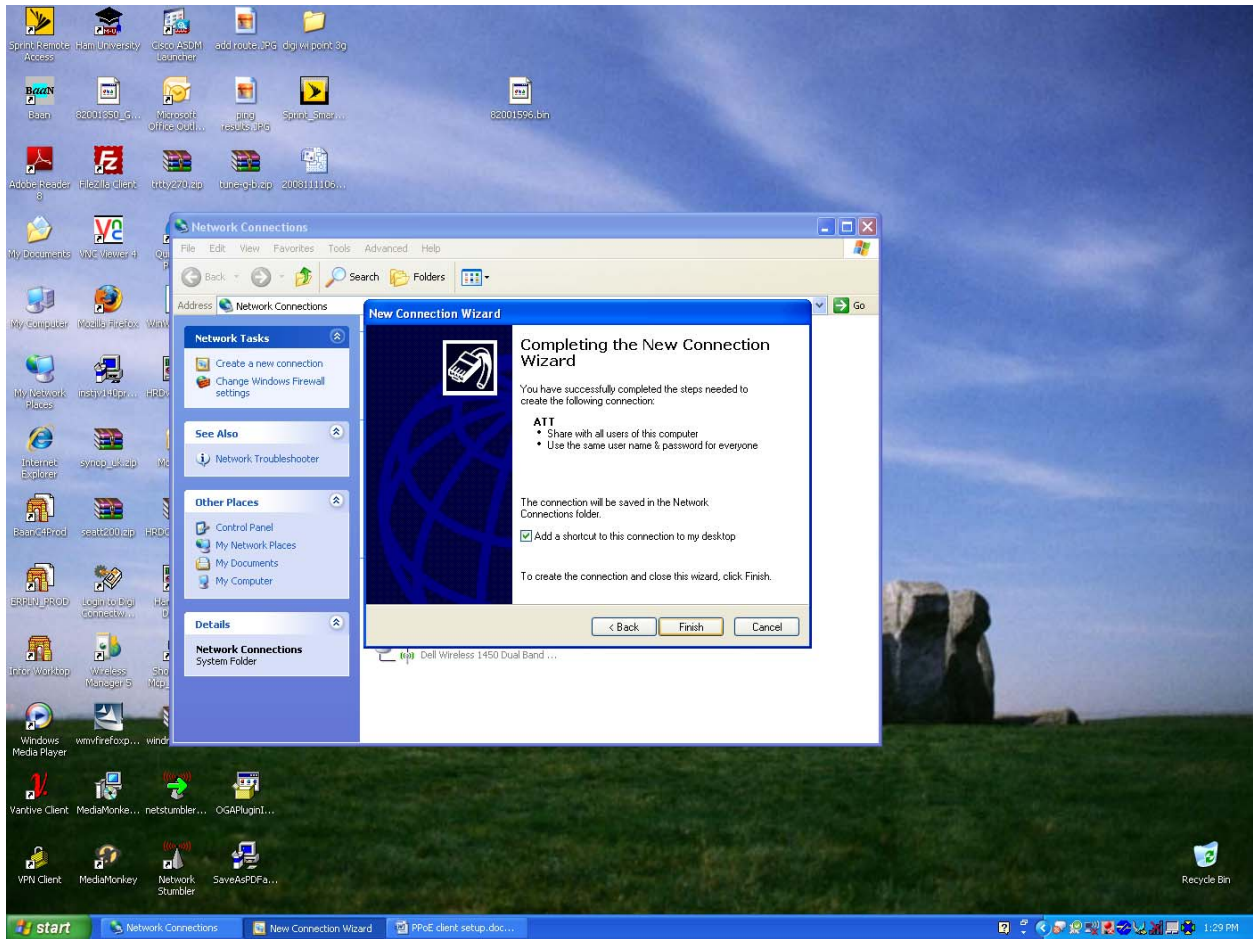 Sprint Remote Access
Ham University
Cisco ASDM Launcher
add route.JPG
digi wi point 3g
Baan
82001350_G...
Microsoft Office Outl...
ping results.JPG
Sprint_Smar...
82001596.bin
Adobe Reader 8
FileZilla Client
trtty270.zip
tune-g-b.zip
2008111106...
My Documents
VNC Viewer 4
My Computer
Mozilla Firefox
My Network Places
Internet Explorer
synop_uk.zip
BaanC4Prod
seatt200.zip
ERPLN_PROD
Login to Digi Connectw...
Infor Worktop
Wireless Manager 5
Windows Media Player
wmvfirefoxp...
windr
Vantive Client
MediaMonke...
netstumbler...
OGAPluginI...
VPN Client
MediaMonkey
Network Stumbler
SaveAsPDFa...
Recycle Bin
Network Connections
File Edit View Favorites Tools Advanced Help
Back Search Folders
Address Network Connections Go
Network Tasks
Create a new connection
Change Windows Firewall
settings
See Also
Network Troubleshooter
Other Places
Control Panel
My Network Places
My Documents
My Computer
Details
Network Connections
System Folder
Dell Wireless 1450 Dual Band ...
New Connection Wizard
Completing the New Connection
Wizard
You have successfully completed the steps needed to
create the following connection:
ATT
• Share with all users of this computer
• Use the same user name & password for everyone
The connection will be saved in the Network
Connections folder.
Add a shortcut to this connection to my desktop
To create the connection and close this wizard, click Finish.
< Back Finish Cancel
start Network Connections New Connection Wizard PPoE client setup.doc... 1:29 PM